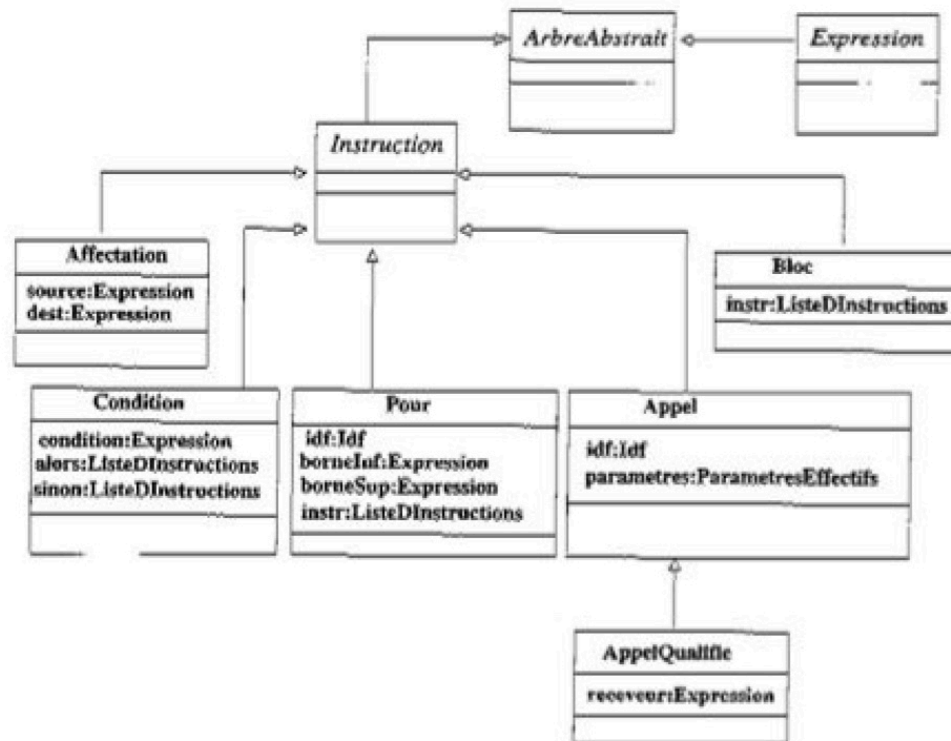 ArbreAbstrait
Expression
Instruction
Affectation
source:Expression
dest:Expression
Bloc
instr:ListeDInstructions
Condition
condition:Expression
alors:ListeDInstructions
sinon:ListeDInstructions
Pour
idf:Idf
borneInf:Expression
borneSup:Expression
instr:ListeDInstructions
Appel
idf:Idf
parametres:ParametresEffectifs
AppelQualifie
receveur:Expression